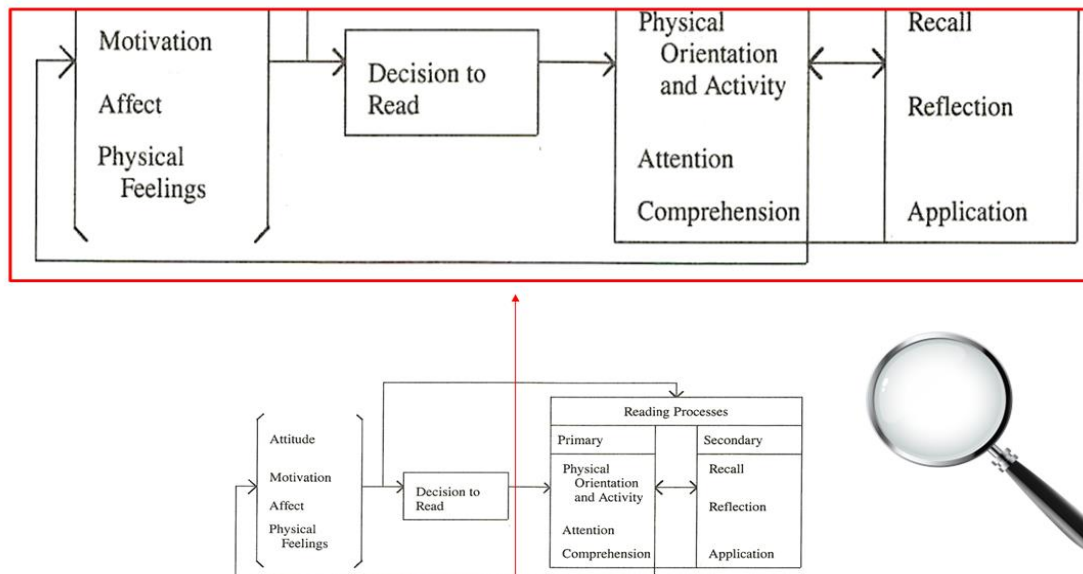 Motivation
Affect
Physical
Feelings
Decision to
Read
Physical
Orientation
and Activity
Attention
Comprehension
Recall
Reflection
Application
Attitude
Motivation
Affect
Physical
Feelings
Decision to
Read
Reading Processes
Primary
Secondary
Physical
Orientation
and Activity
Attention
Comprehension
Recall
Reflection
Application